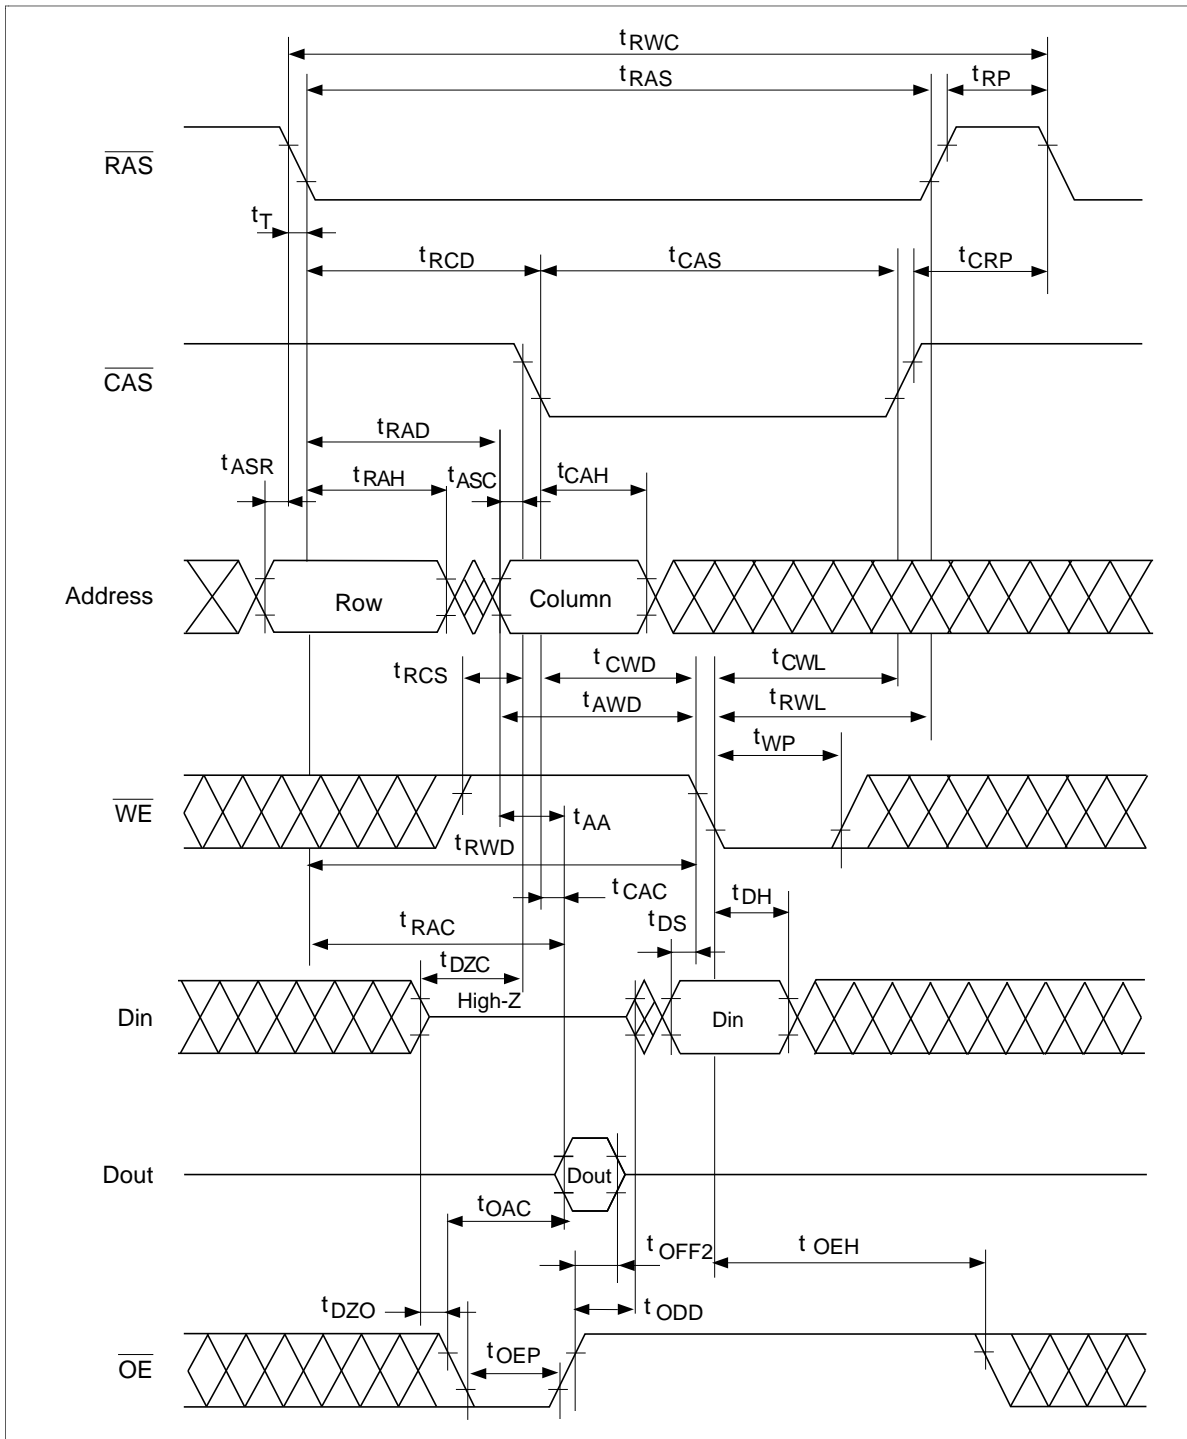 tRWC
tRAS
tRP
RAS
tT
tRCD
tCAS
tCRP
CAS
tRAD
tASR
tRAH
tASC
tCAH
Address
Row
Column
tRCS
tCWD
tCWL
tAWD
tRWL
tWP
WE
tAA
tRWD
tCAC
tDH
tRAC
tDS
tDZC
High-Z
Din
Din
Dout
Dout
tOAC
tOFF2
tOEH
tDZO
tODD
tOEP
OE